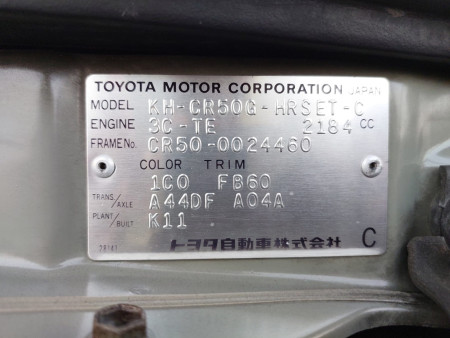 TOYOTA MOTOR CORPORATION JAPAN
MODEL KH-CR50G-HRSET-C
ENGINE 3C-TE 2184 CC
FRAME No. CR50-0024460
COLOR TRIM
1C0 FB60
TRANS./AXLE A44DF A04A
PLANT/BUILT K11
28141 トヨタ自動車株式会社 C